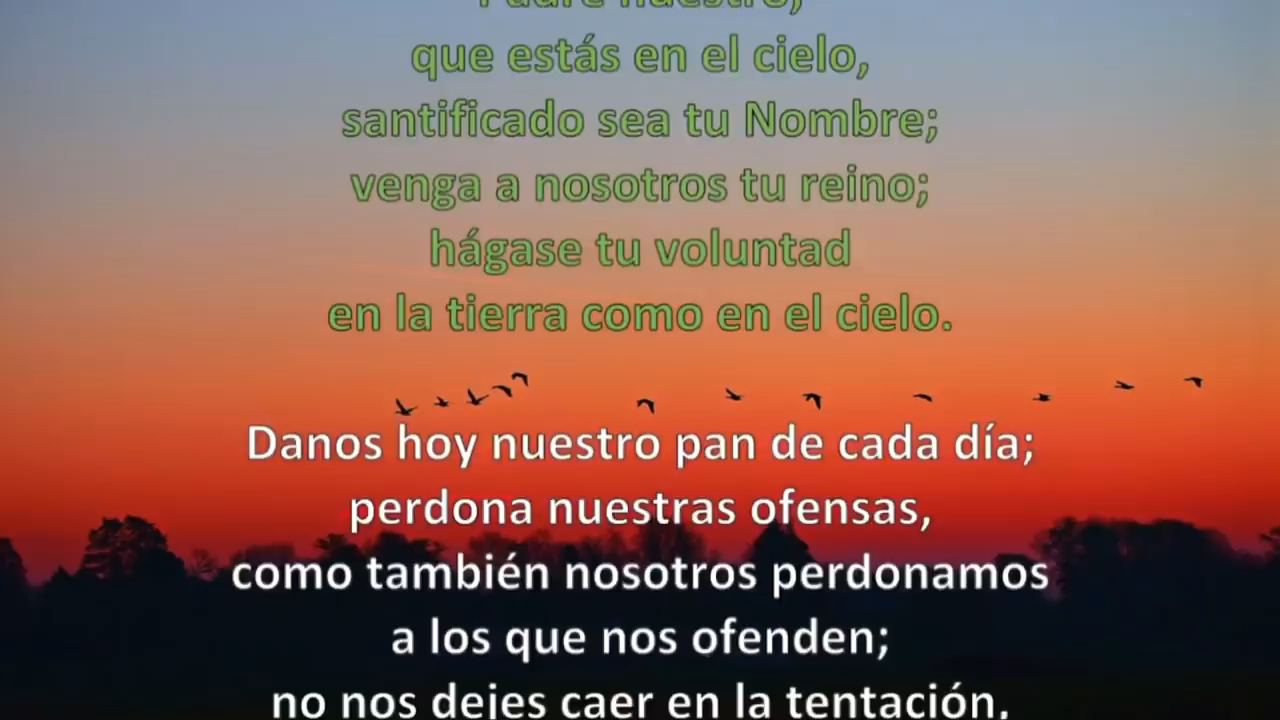 Padre nuestro,
que estás en el cielo,
santificado sea tu Nombre;
venga a nosotros tu reino;
hágase tu voluntad
en la tierra como en el cielo.
Danos hoy nuestro pan de cada día;
perdona nuestras ofensas,
como también nosotros perdonamos
a los que nos ofenden;
no nos dejes caer en la tentación,